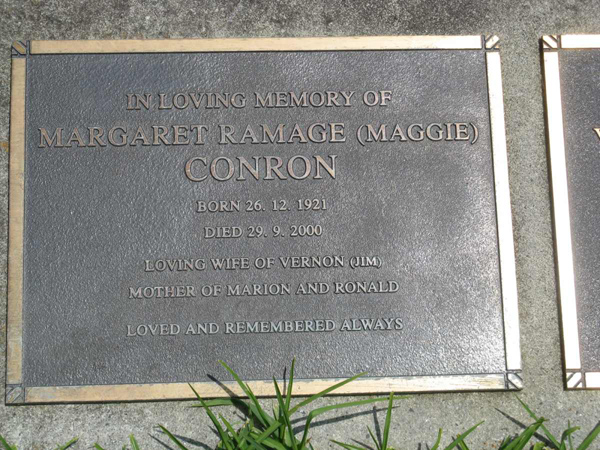 IN LOVING MEMORY OF
MARGARET RAMAGE (MAGGIE)
CONRON
BORN 26. 12. 1921
DIED 29. 9. 2000
LOVING WIFE OF VERNON (JIM)
MOTHER OF MARION AND RONALD
LOVED AND REMEMBERED ALWAYS